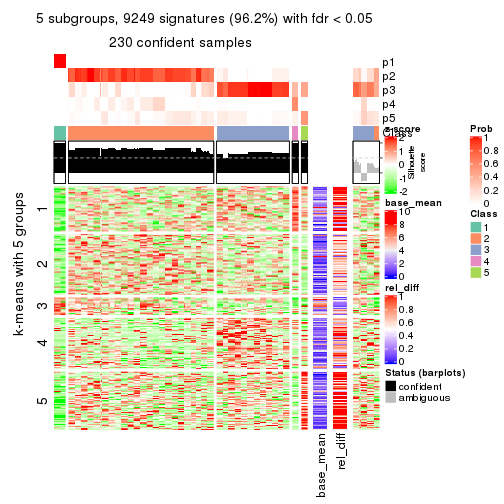 5 subgroups, 9249 signatures (96.2%) with fdr < 0.05
230 confident samples
p1
p2
p3
p4
p5
Class
Silhouette
score
k-means with 5 groups
1
2
3
4
5
base_mean
rel_diff
z-score
2
1
0
-1
-2
base_mean
10
8
6
4
2
0
rel_diff
1
0.8
0.6
0.4
0.2
0
Status (barplots)
confident
ambiguous
Prob
1
0.8
0.6
0.4
0.2
0
Class
1
2
3
4
5